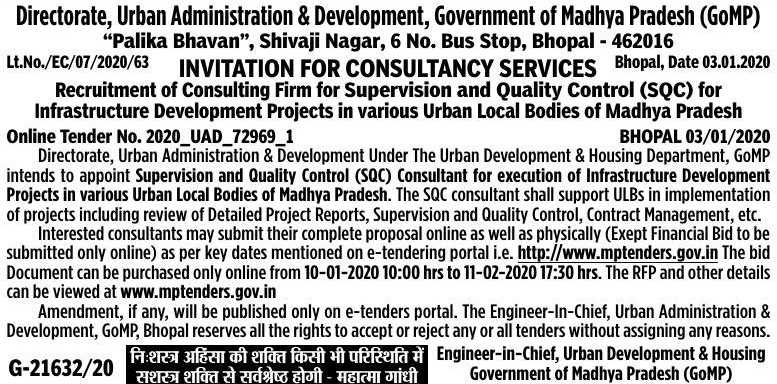 Directorate, Urban Administration & Development, Government of Madhya Pradesh (GoMP)
“Palika Bhavan”, Shivaji Nagar, 6 No. Bus Stop, Bhopal - 462016
Lt.No./EC/07/2020/63 INVITATION FOR CONSULTANCY SERVICES Bhopal, Date 03.01.2020
Recruitment of Consulting Firm for Supervision and Quality Control (SQC) for
Infrastructure Development Projects in various Urban Local Bodies of Madhya Pradesh
Online Tender No. 2020_UAD_72969_1 BHOPAL 03/01/2020
Directorate, Urban Administration & Development Under The Urban Development & Housing Department, GoMP
intends to appoint Supervision and Quality Control (SQC) Consultant for execution of Infrastructure Development
Projects in various Urban Local Bodies of Madhya Pradesh. The SQC consultant shall support ULBs in implementation
of projects including review of Detailed Project Reports, Supervision and Quality Control, Contract Management, etc.
Interested consultants may submit their complete proposal online as well as physically (Exept Financial Bid to be
submitted only online) as per key dates mentioned on e-tendering portal i.e. http://www.mptenders.gov.in The bid
Document can be purchased only online from 10-01-2020 10:00 hrs to 11-02-2020 17:30 hrs. The RFP and other details
can be viewed at www.mptenders.gov.in
Amendment, if any, will be published only on e-tenders portal. The Engineer-In-Chief, Urban Administration &
Development, GoMP, Bhopal reserves all the rights to accept or reject any or all tenders without assigning any reasons.
G-21632/20
निःशस्त्र अहिंसा की शक्ति किसी भी परिस्थिति में
सशस्त्र शक्ति से सर्वश्रेष्ठ होगी - महात्मा गांधी
Engineer-in-Chief, Urban Development & Housing
Government of Madhya Pradesh (GoMP)